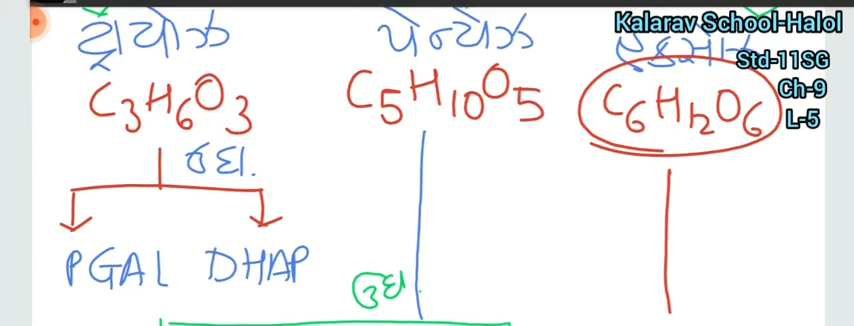 ટ્રાયોઝ પેન્ટોઝ
Kalarav School-Halol
Std-11SG
Ch-9
L-5
C3H6O3 C5H10O5 C6H12O6
ઉદા.
PGAL DHAP
ઉદા.